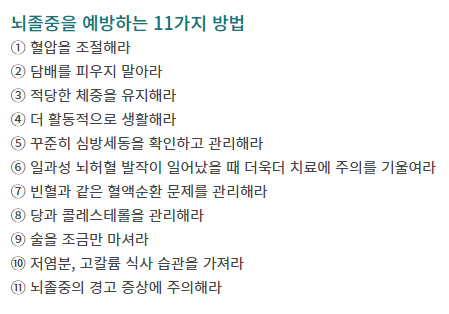 뇌졸중을 예방하는 11가지 방법
① 혈압을 조절해라
② 담배를 피우지 말아라
③ 적당한 체중을 유지해라
④ 더 활동적으로 생활해라
⑤ 꾸준히 심방세동을 확인하고 관리해라
⑥ 일과성 뇌허혈 발작이 일어났을 때 더욱더 치료에 주의를 기울여라
⑦ 빈혈과 같은 혈액순환 문제를 관리해라
⑧ 당과 콜레스테롤을 관리해라
⑨ 술을 조금만 마셔라
⑩ 저염분, 고칼륨 식사 습관을 가져라
⑪ 뇌졸중의 경고 증상에 주의해라